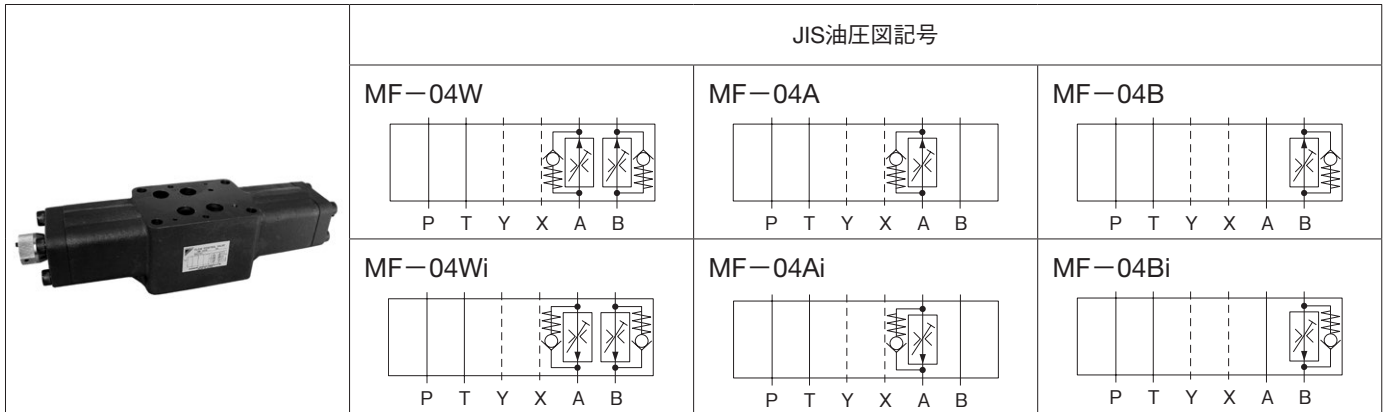 JIS油圧図記号
MF－04W
P T Y X A B
MF－04A
P T Y X A B
MF－04B
P T Y X A B
MF－04Wi
P T Y X A B
MF－04Ai
P T Y X A B
MF－04Bi
P T Y X A B